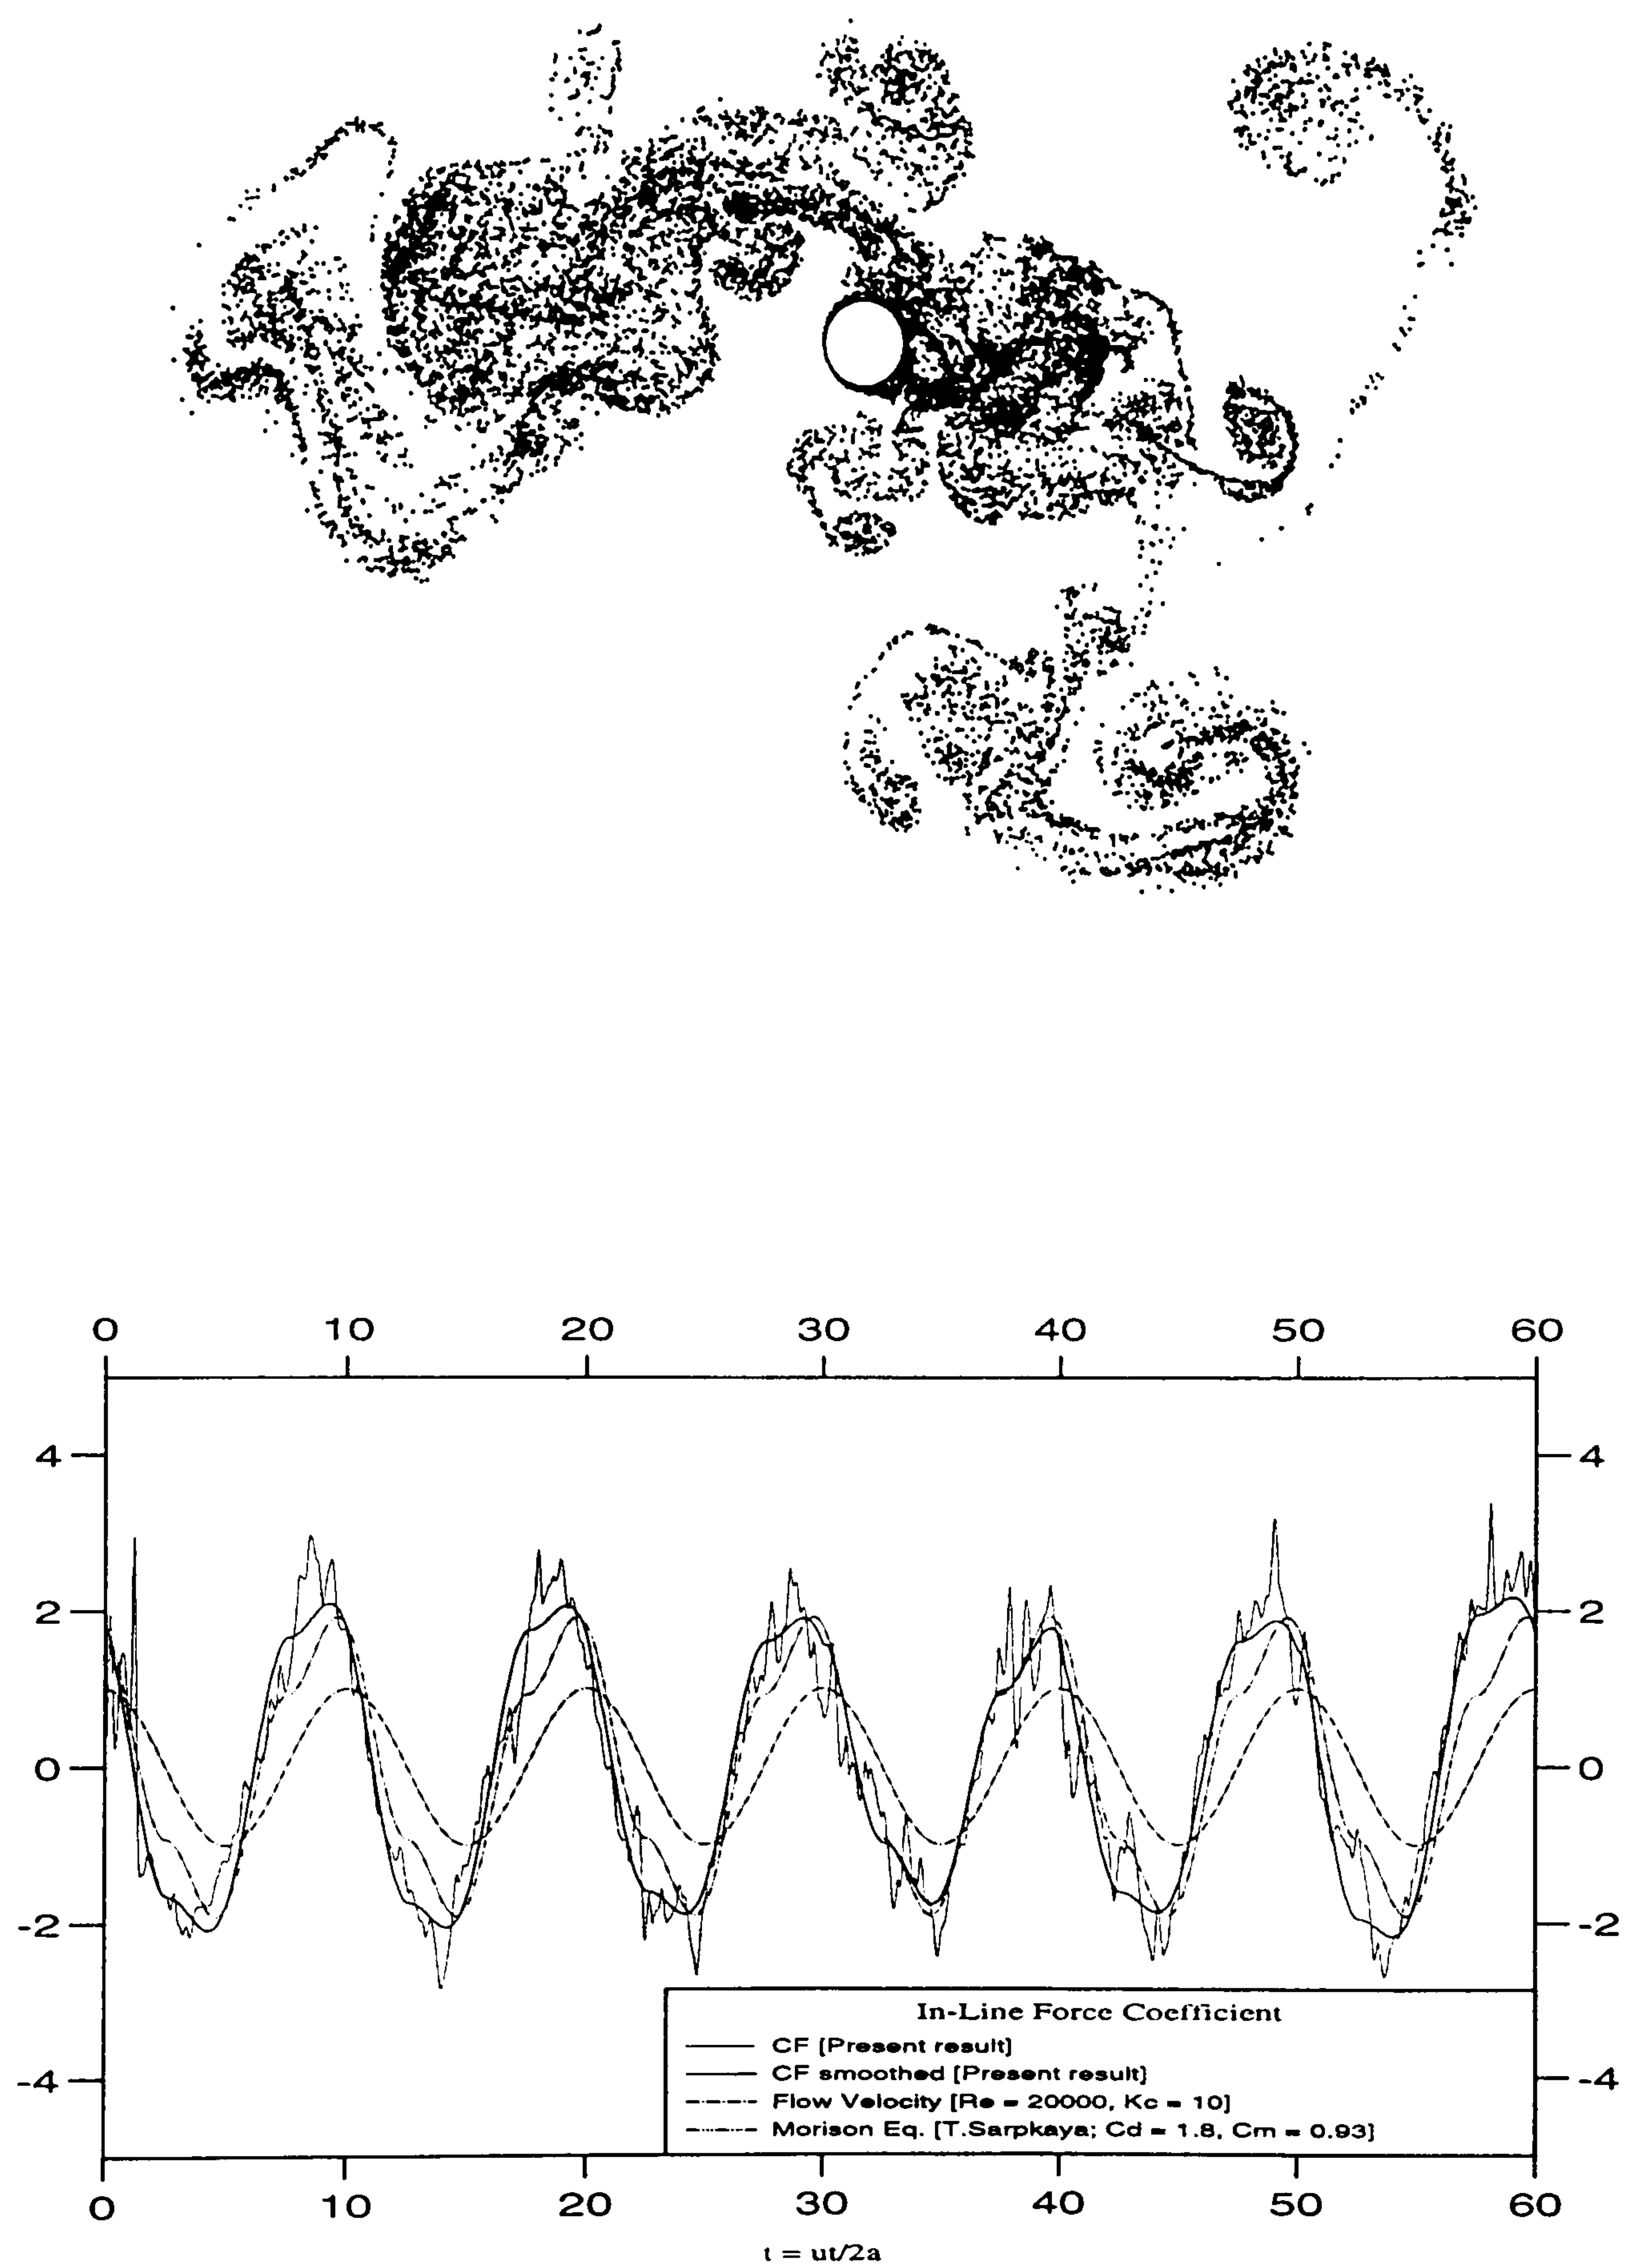 0 10 20 30 40 50 60
4 4
2 2
0 0
-2 -2
-4 -4
In-Line Force Coefficient
CF [Present result]
CF smoothed [Present result]
Flow Velocity [Re = 20000, Kc = 10]
Morison Eq. [T.Sarpkaya; Cd = 1.8, Cm = 0.93]
0 10 20 30 40 50 60
t = ut/2a